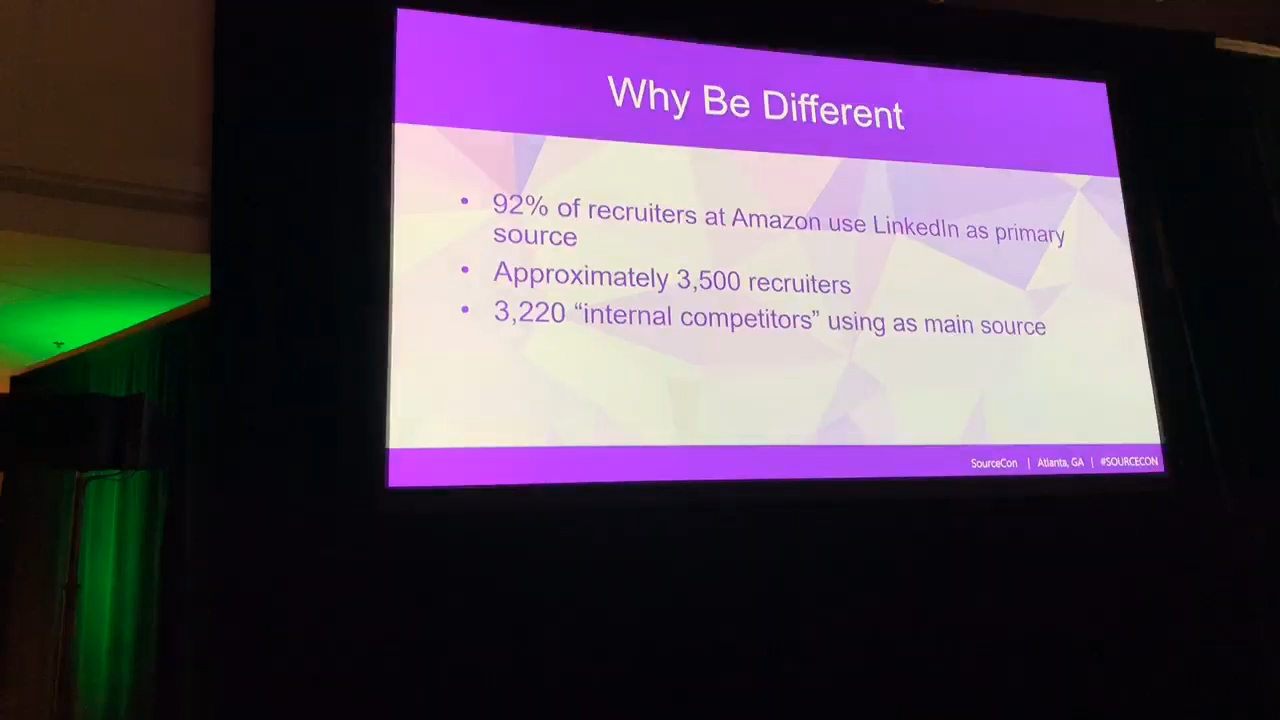 Why Be Different
• 92% of recruiters at Amazon use LinkedIn as primary
source
• Approximately 3,500 recruiters
• 3,220 “internal competitors” using as main source
SourceCon | Atlanta, GA | #SOURCECON